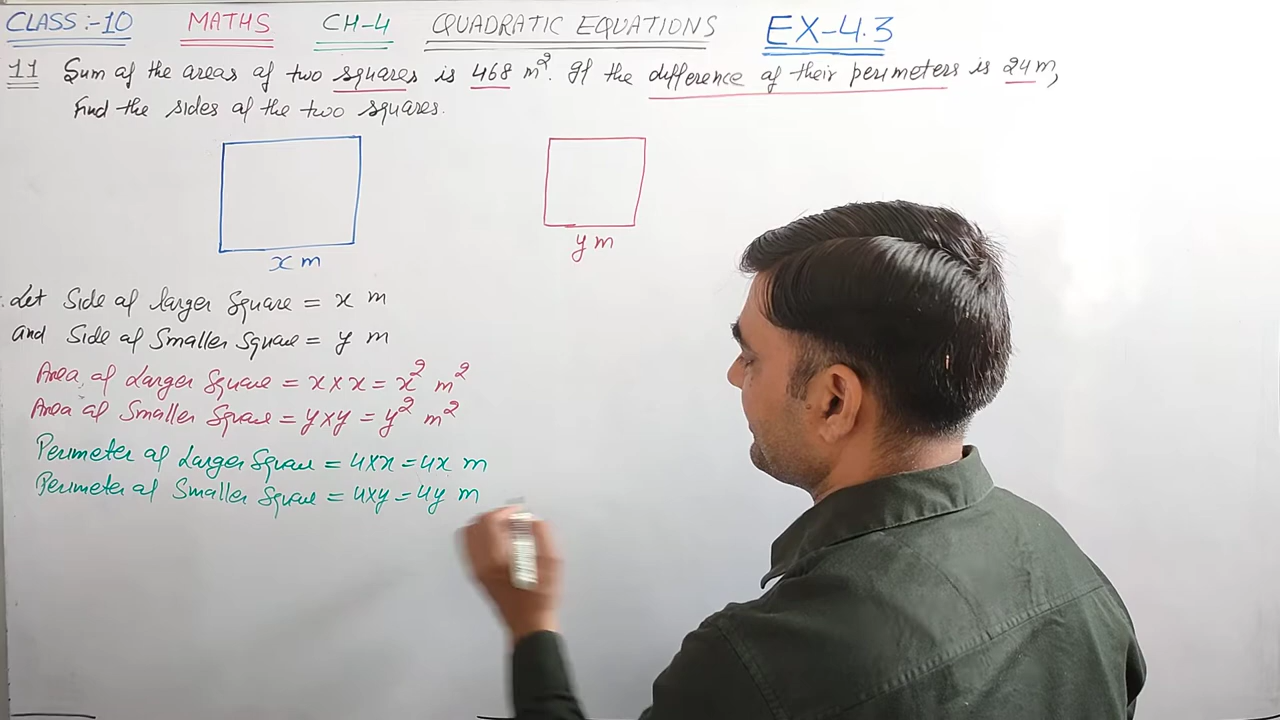 CLASS:-10 MATHS CH-4 QUADRATIC EQUATIONS EX-4.3
11 Sum of the areas of two squares is 468 m². If the difference of their perimeters is 24m,
Find the sides of the two squares.
x m
y m
Let Side of larger Square = x m
and Side of Smaller Square = y m
Area of Larger Square = x×x = x² m²
Area of Smaller Square = y×y = y² m²
Perimeter of Larger Square = 4×x = 4x m
Perimeter of Smaller Square = 4×y = 4y m